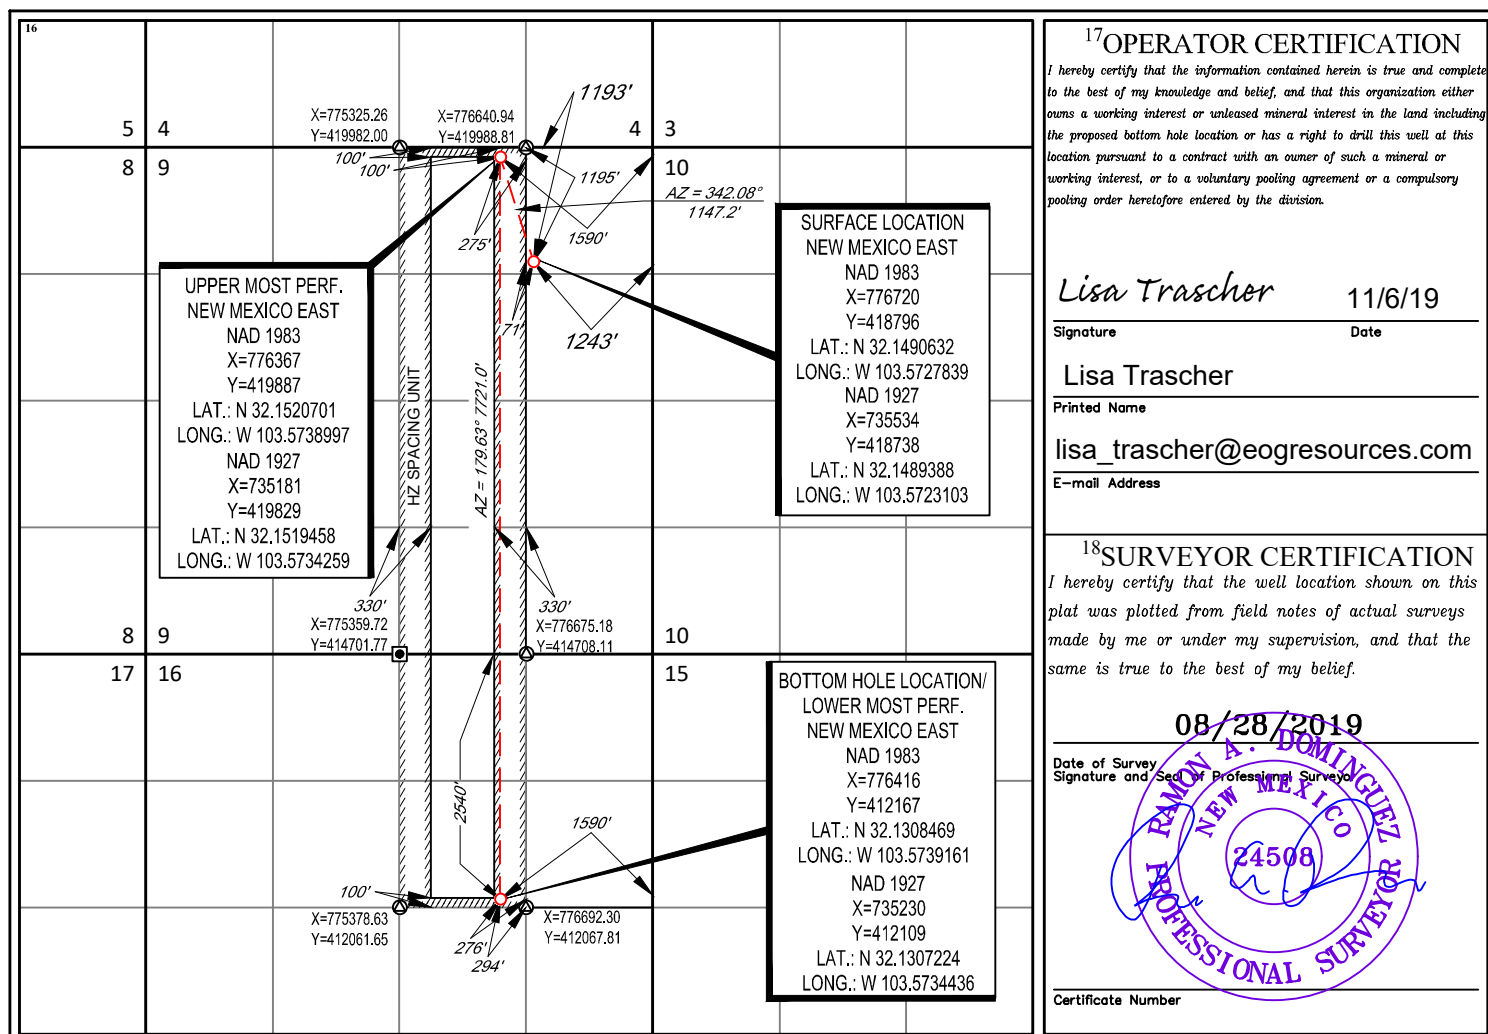 16
5
4
4
3
8
9
10
X=775325.26
Y=419982.00
X=776640.94
Y=419988.81
1193'
100'
100'
1195'
AZ = 342.08°
1147.2'
275'
1590'
71'
1243'
UPPER MOST PERF.
NEW MEXICO EAST
NAD 1983
X=776367
Y=419887
LAT.: N 32.1520701
LONG.: W 103.5738997
NAD 1927
X=735181
Y=419829
LAT.: N 32.1519458
LONG.: W 103.5734259
SURFACE LOCATION
NEW MEXICO EAST
NAD 1983
X=776720
Y=418796
LAT.: N 32.1490632
LONG.: W 103.5727839
NAD 1927
X=735534
Y=418738
LAT.: N 32.1489388
LONG.: W 103.5723103
HZ SPACING UNIT
AZ = 179.63° 7721.0'
330'
330'
X=775359.72
Y=414701.77
X=776675.18
Y=414708.11
8
9
10
17
16
15
2540'
1590'
BOTTOM HOLE LOCATION/
LOWER MOST PERF.
NEW MEXICO EAST
NAD 1983
X=776416
Y=412167
LAT.: N 32.1308469
LONG.: W 103.5739161
NAD 1927
X=735230
Y=412109
LAT.: N 32.1307224
LONG.: W 103.5734436
100'
X=775378.63
Y=412061.65
X=776692.30
Y=412067.81
276'
294'
17 OPERATOR CERTIFICATION
I hereby certify that the information contained herein is true and complete
to the best of my knowledge and belief, and that this organization either
owns a working interest or unleased mineral interest in the land including
the proposed bottom hole location or has a right to drill this well at this
location pursuant to a contract with an owner of such a mineral or
working interest, or to a voluntary pooling agreement or a compulsory
pooling order heretofore entered by the division.
Lisa Trascher 11/6/19
Signature Date
Lisa Trascher
Printed Name
lisa_trascher@eogresources.com
E-mail Address
18 SURVEYOR CERTIFICATION
I hereby certify that the well location shown on this
plat was plotted from field notes of actual surveys
made by me or under my supervision, and that the
same is true to the best of my belief.
08/28/2019
Date of Survey
Signature and Seal of Professional Surveyor
RAMON A. DOMINGUEZ
NEW MEXICO
24508
PROFESSIONAL SURVEYOR
Certificate Number